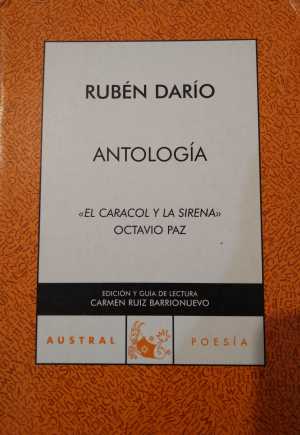 RUBÉN DARÍO
ANTOLOGÍA
«EL CARACOL Y LA SIRENA»
OCTAVIO PAZ
EDICIÓN Y GUÍA DE LECTURA
CARMEN RUIZ BARRIONUEVO
AUSTRAL POESÍA